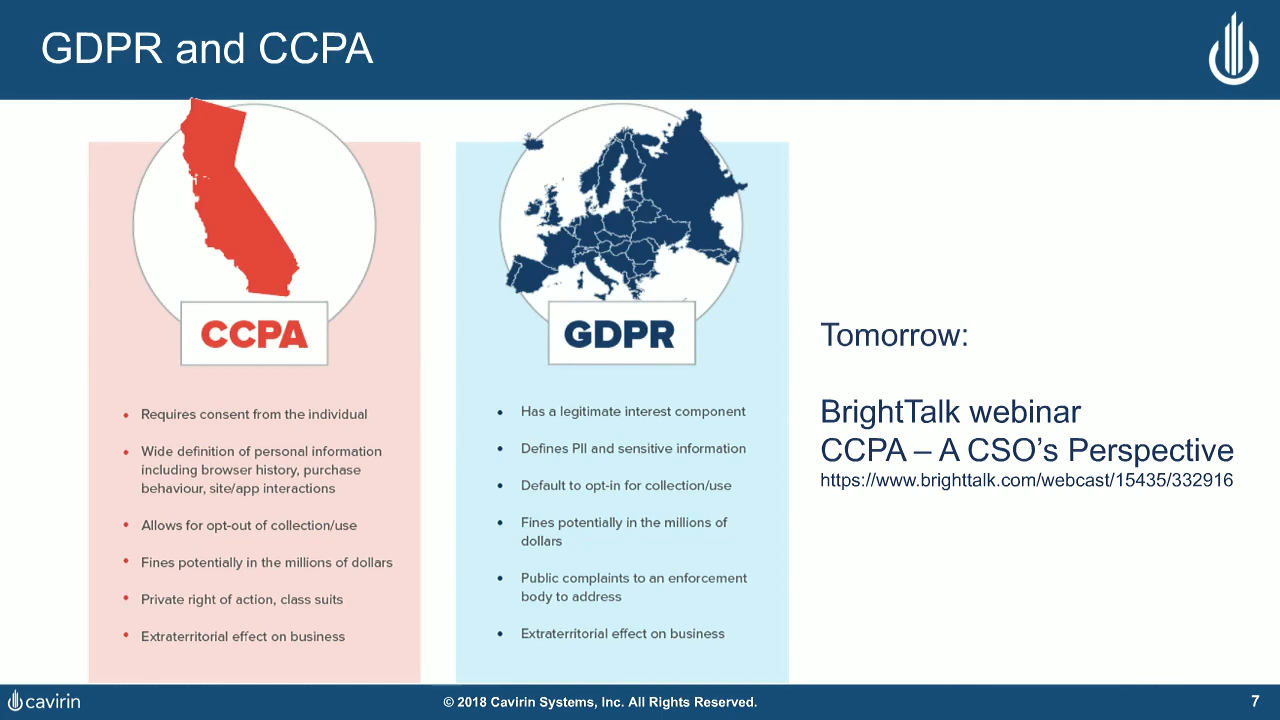 GDPR and CCPA
CCPA
• Requires consent from the individual
• Wide definition of personal information
including browser history, purchase
behaviour, site/app interactions
• Allows for opt-out of collection/use
• Fines potentially in the millions of dollars
• Private right of action, class suits
• Extraterritorial effect on business
GDPR
• Has a legitimate interest component
• Defines PII and sensitive information
• Default to opt-in for collection/use
• Fines potentially in the millions of
dollars
• Public complaints to an enforcement
body to address
• Extraterritorial effect on business
Tomorrow:
BrightTalk webinar
CCPA – A CSO’s Perspective
https://www.brighttalk.com/webcast/15435/332916
cavirin
© 2018 Cavirin Systems, Inc. All Rights Reserved.
7